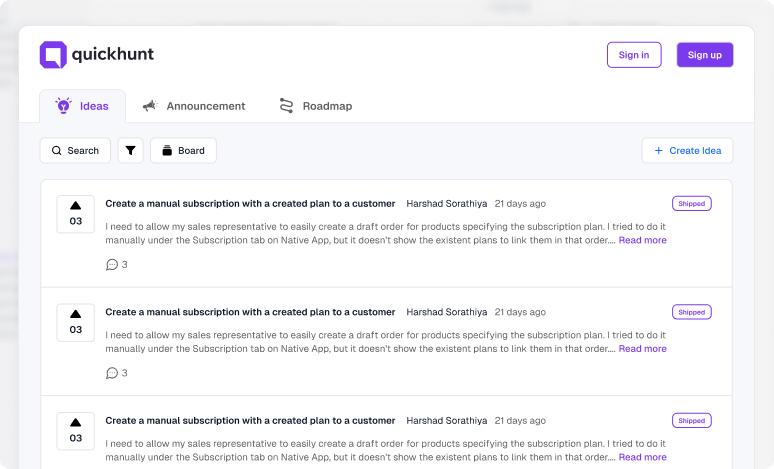 quickhunt
Sign in
Sign up
Ideas
Announcement
Roadmap
Search
Board
+ Create Idea
03
Create a manual subscription with a created plan to a customer Harshad Sorathiya 21 days ago
Shipped
I need to allow my sales representative to easily create a draft order for products specifying the subscription plan. I tried to do it
manually under the Subscription tab on Native App, but it doesn't show the existent plans to link them in that order.... Read more
3
03
Create a manual subscription with a created plan to a customer Harshad Sorathiya 21 days ago
Shipped
I need to allow my sales representative to easily create a draft order for products specifying the subscription plan. I tried to do it
manually under the Subscription tab on Native App, but it doesn't show the existent plans to link them in that order.... Read more
3
03
Create a manual subscription with a created plan to a customer Harshad Sorathiya 21 days ago
Shipped
I need to allow my sales representative to easily create a draft order for products specifying the subscription plan. I tried to do it
manually under the Subscription tab on Native App, but it doesn't show the existent plans to link them in that order.... Read more